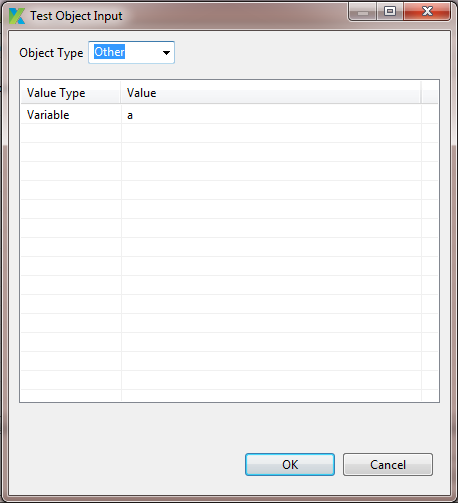 Test Object Input
Object Type Other
Value Type Value
Variable a
OK Cancel